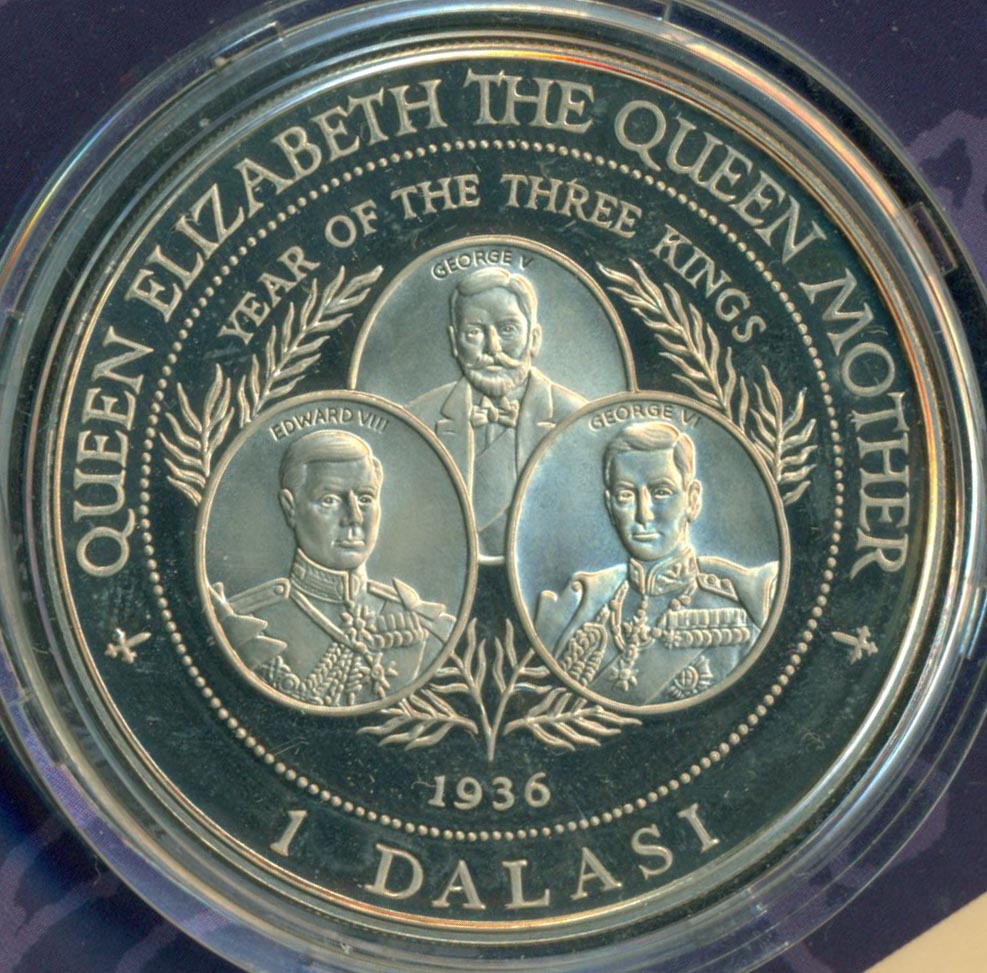 QUEEN ELIZABETH THE QUEEN MOTHER
YEAR OF THE THREE KINGS
GEORGE V
EDWARD VIII
GEORGE VI
1936
1 DALASI